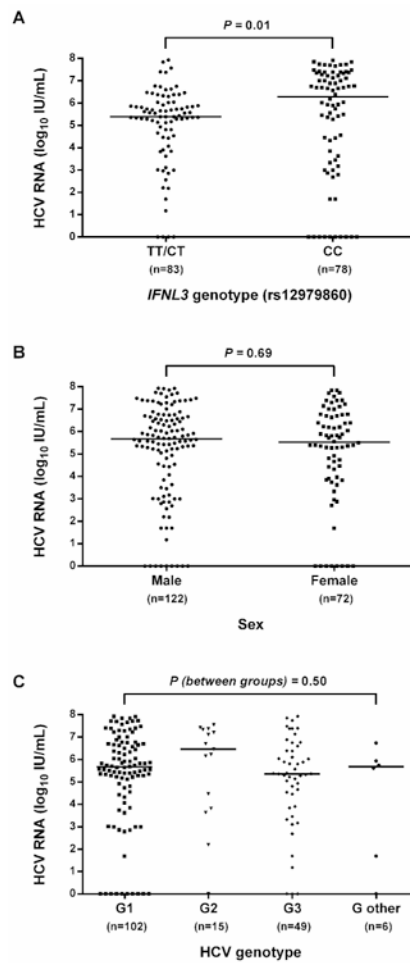 A
P = 0.01
HCV RNA (log10 IU/mL)
8
7
6
5
4
3
2
1
0
TT/CT
CC
(n=83)
(n=78)
IFNL3 genotype (rs12979860)
B
P = 0.69
HCV RNA (log10 IU/mL)
8
7
6
5
4
3
2
1
0
Male
Female
(n=122)
(n=72)
Sex
C
P (between groups) = 0.50
HCV RNA (log10 IU/mL)
8
7
6
5
4
3
2
1
0
G1
G2
G3
G other
(n=102)
(n=15)
(n=49)
(n=6)
HCV genotype